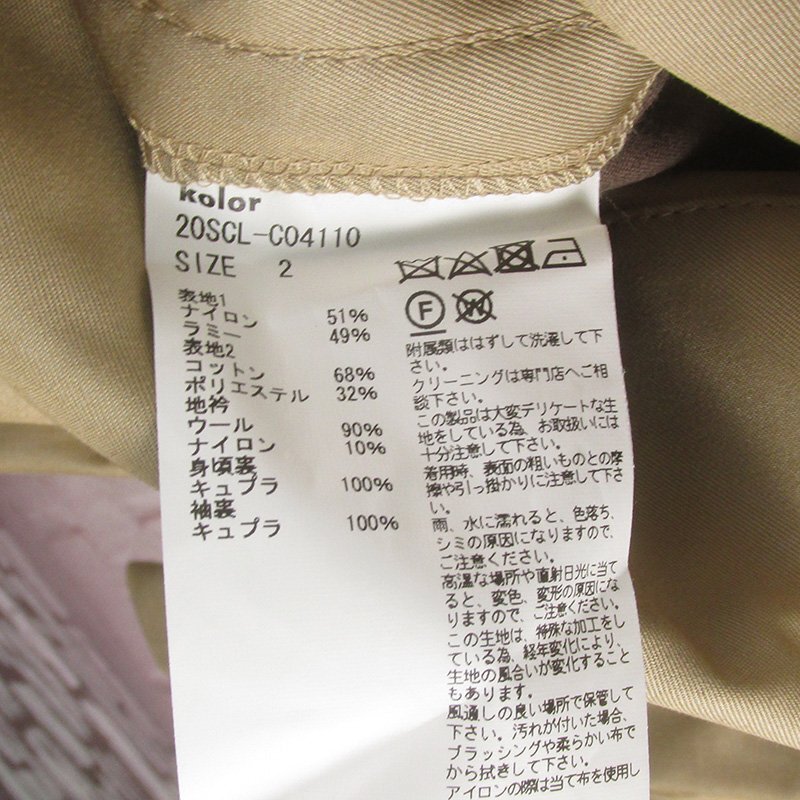 kolor
20SCL-C04110
SIZE 2
表地1
ナイロン 51%
ラミー 49%
表地2
コットン 68%
ポリエステル 32%
地衿
ウール 90%
ナイロン 10%
身頃裏
キュプラ 100%
袖裏
キュプラ 100%
F W
附属類ははずして洗濯して下
さい。
クリーニングは専門店へご相
談下さい。
この製品は大変デリケートな生
地をしている為、お取扱いには
十分注意して下さい。
着用時、表面の粗いものとの摩
擦や引っ掛かりに注意して下さ
い。
雨、水に濡れると、色落ち、
シミの原因になりますので、
ご注意ください。
高温な場所や直射日光に当て
ると、変色、変形の原因にな
りますので、ご注意ください。
この生地は、特殊な加工をし
ている為、経年変化により、
生地の風合いが変化すること
もあります。
風通しの良い場所で保管して
下さい。汚れが付いた場合、
ブラッシングや柔らかい布で
から拭きして下さい。
アイロンの際は当て布を使用し